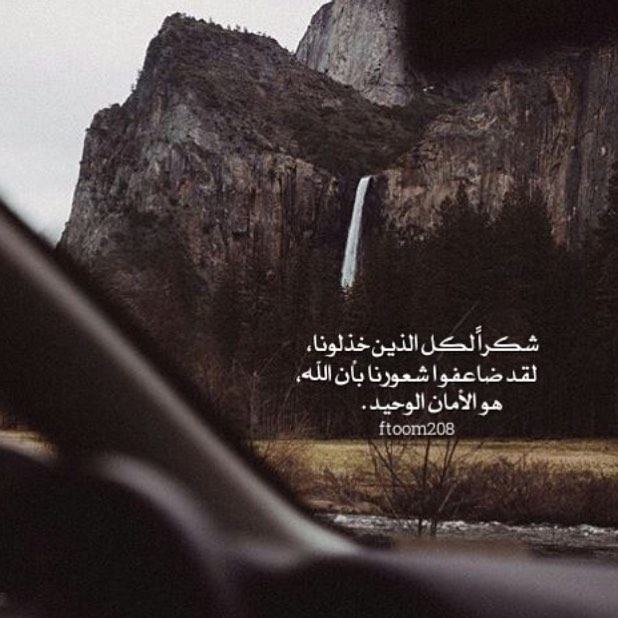 شكراً لكل الذين خذلونا،
لقد ضاعفوا شعورنا بأن الله،
هو الأمان الوحيد.
ftoom208